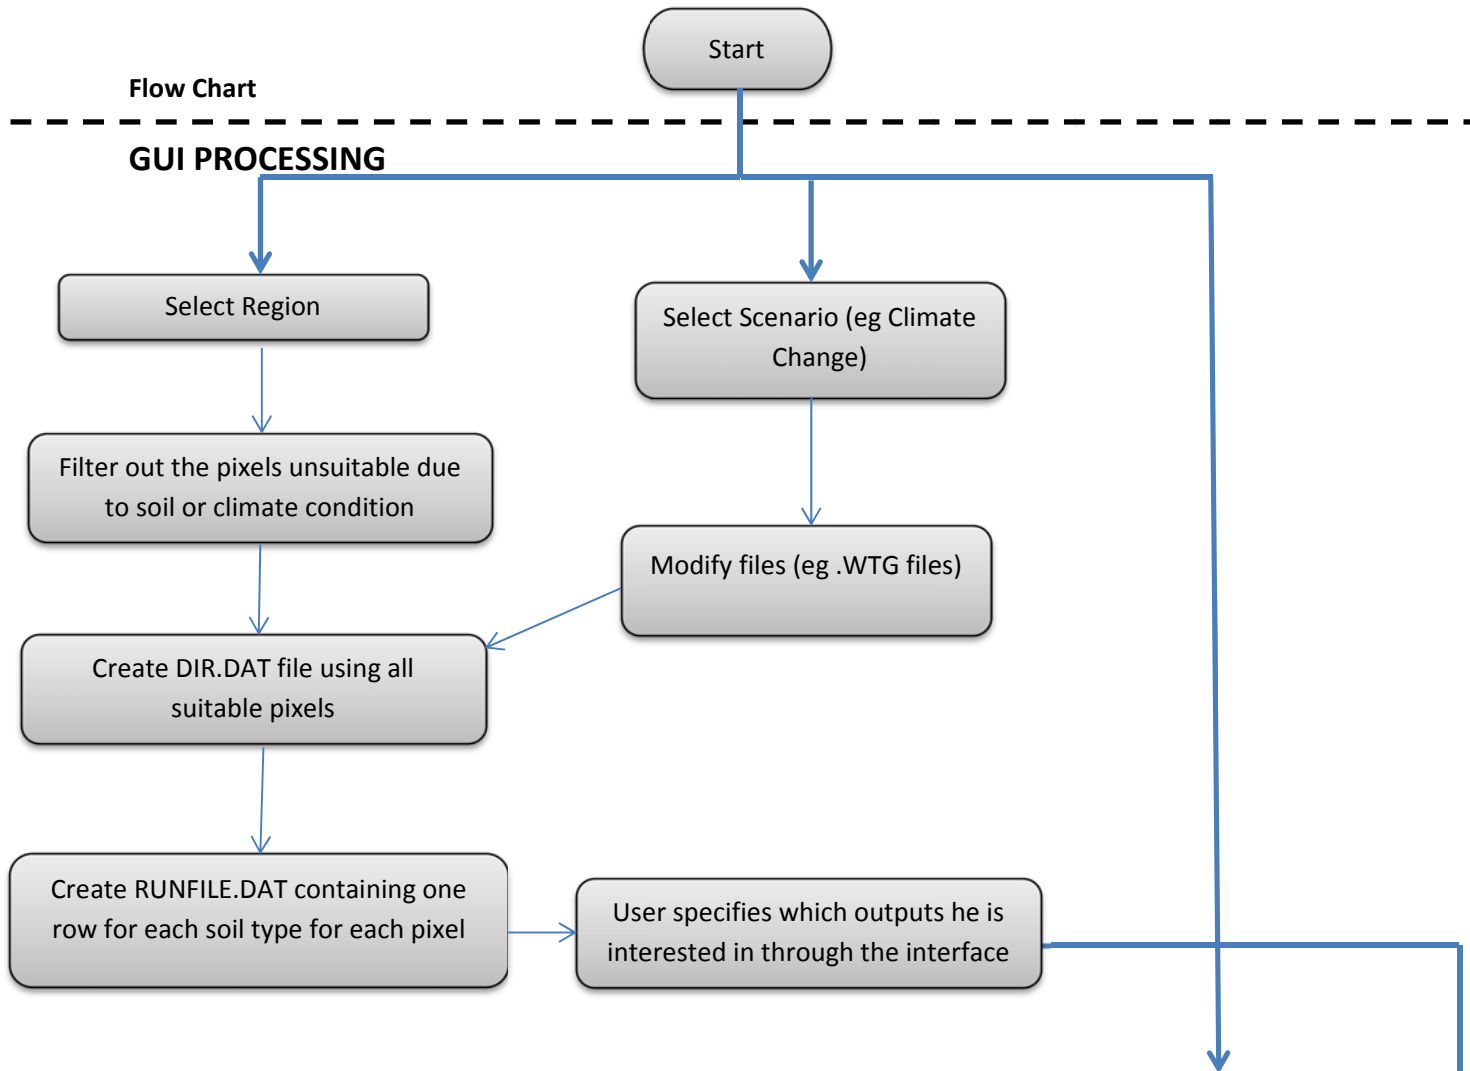 Start
Flow Chart
GUI PROCESSING
Select Region
Select Scenario (eg Climate
Change)
Filter out the pixels unsuitable due
to soil or climate condition
Modify files (eg .WTG files)
Create DIR.DAT file using all
suitable pixels
Create RUNFILE.DAT containing one
row for each soil type for each pixel
User specifies which outputs he is
interested in through the interface